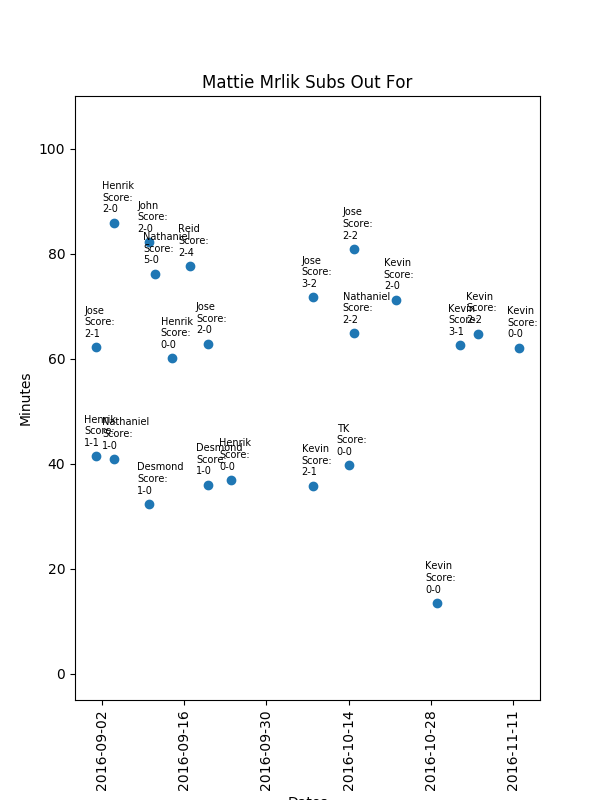 Mattie Mrlik Subs Out For
100
80
60
40
20
0
Minutes
Henrik
Score:
2-0
John
Score:
2-0
Nathaniel
Score:
5-0
Reid
Score:
2-4
Jose
Score:
2-1
Henrik
Score:
0-0
Jose
Score:
2-0
Henrik
Score:
1-1
Nathaniel
Score:
1-0
Desmond
Score:
1-0
Desmond
Score:
1-0
Henrik
Score:
0-0
Jose
Score:
3-2
Jose
Score:
2-2
Nathaniel
Score:
2-2
Kevin
Score:
2-0
Kevin
Score:
2-1
TK
Score:
0-0
Kevin
Score:
0-0
Kevin
Score:
3-1
Kevin
Score:
2-2
Kevin
Score:
0-0
2016-09-02
2016-09-16
2016-09-30
2016-10-14
2016-10-28
2016-11-11
Dates